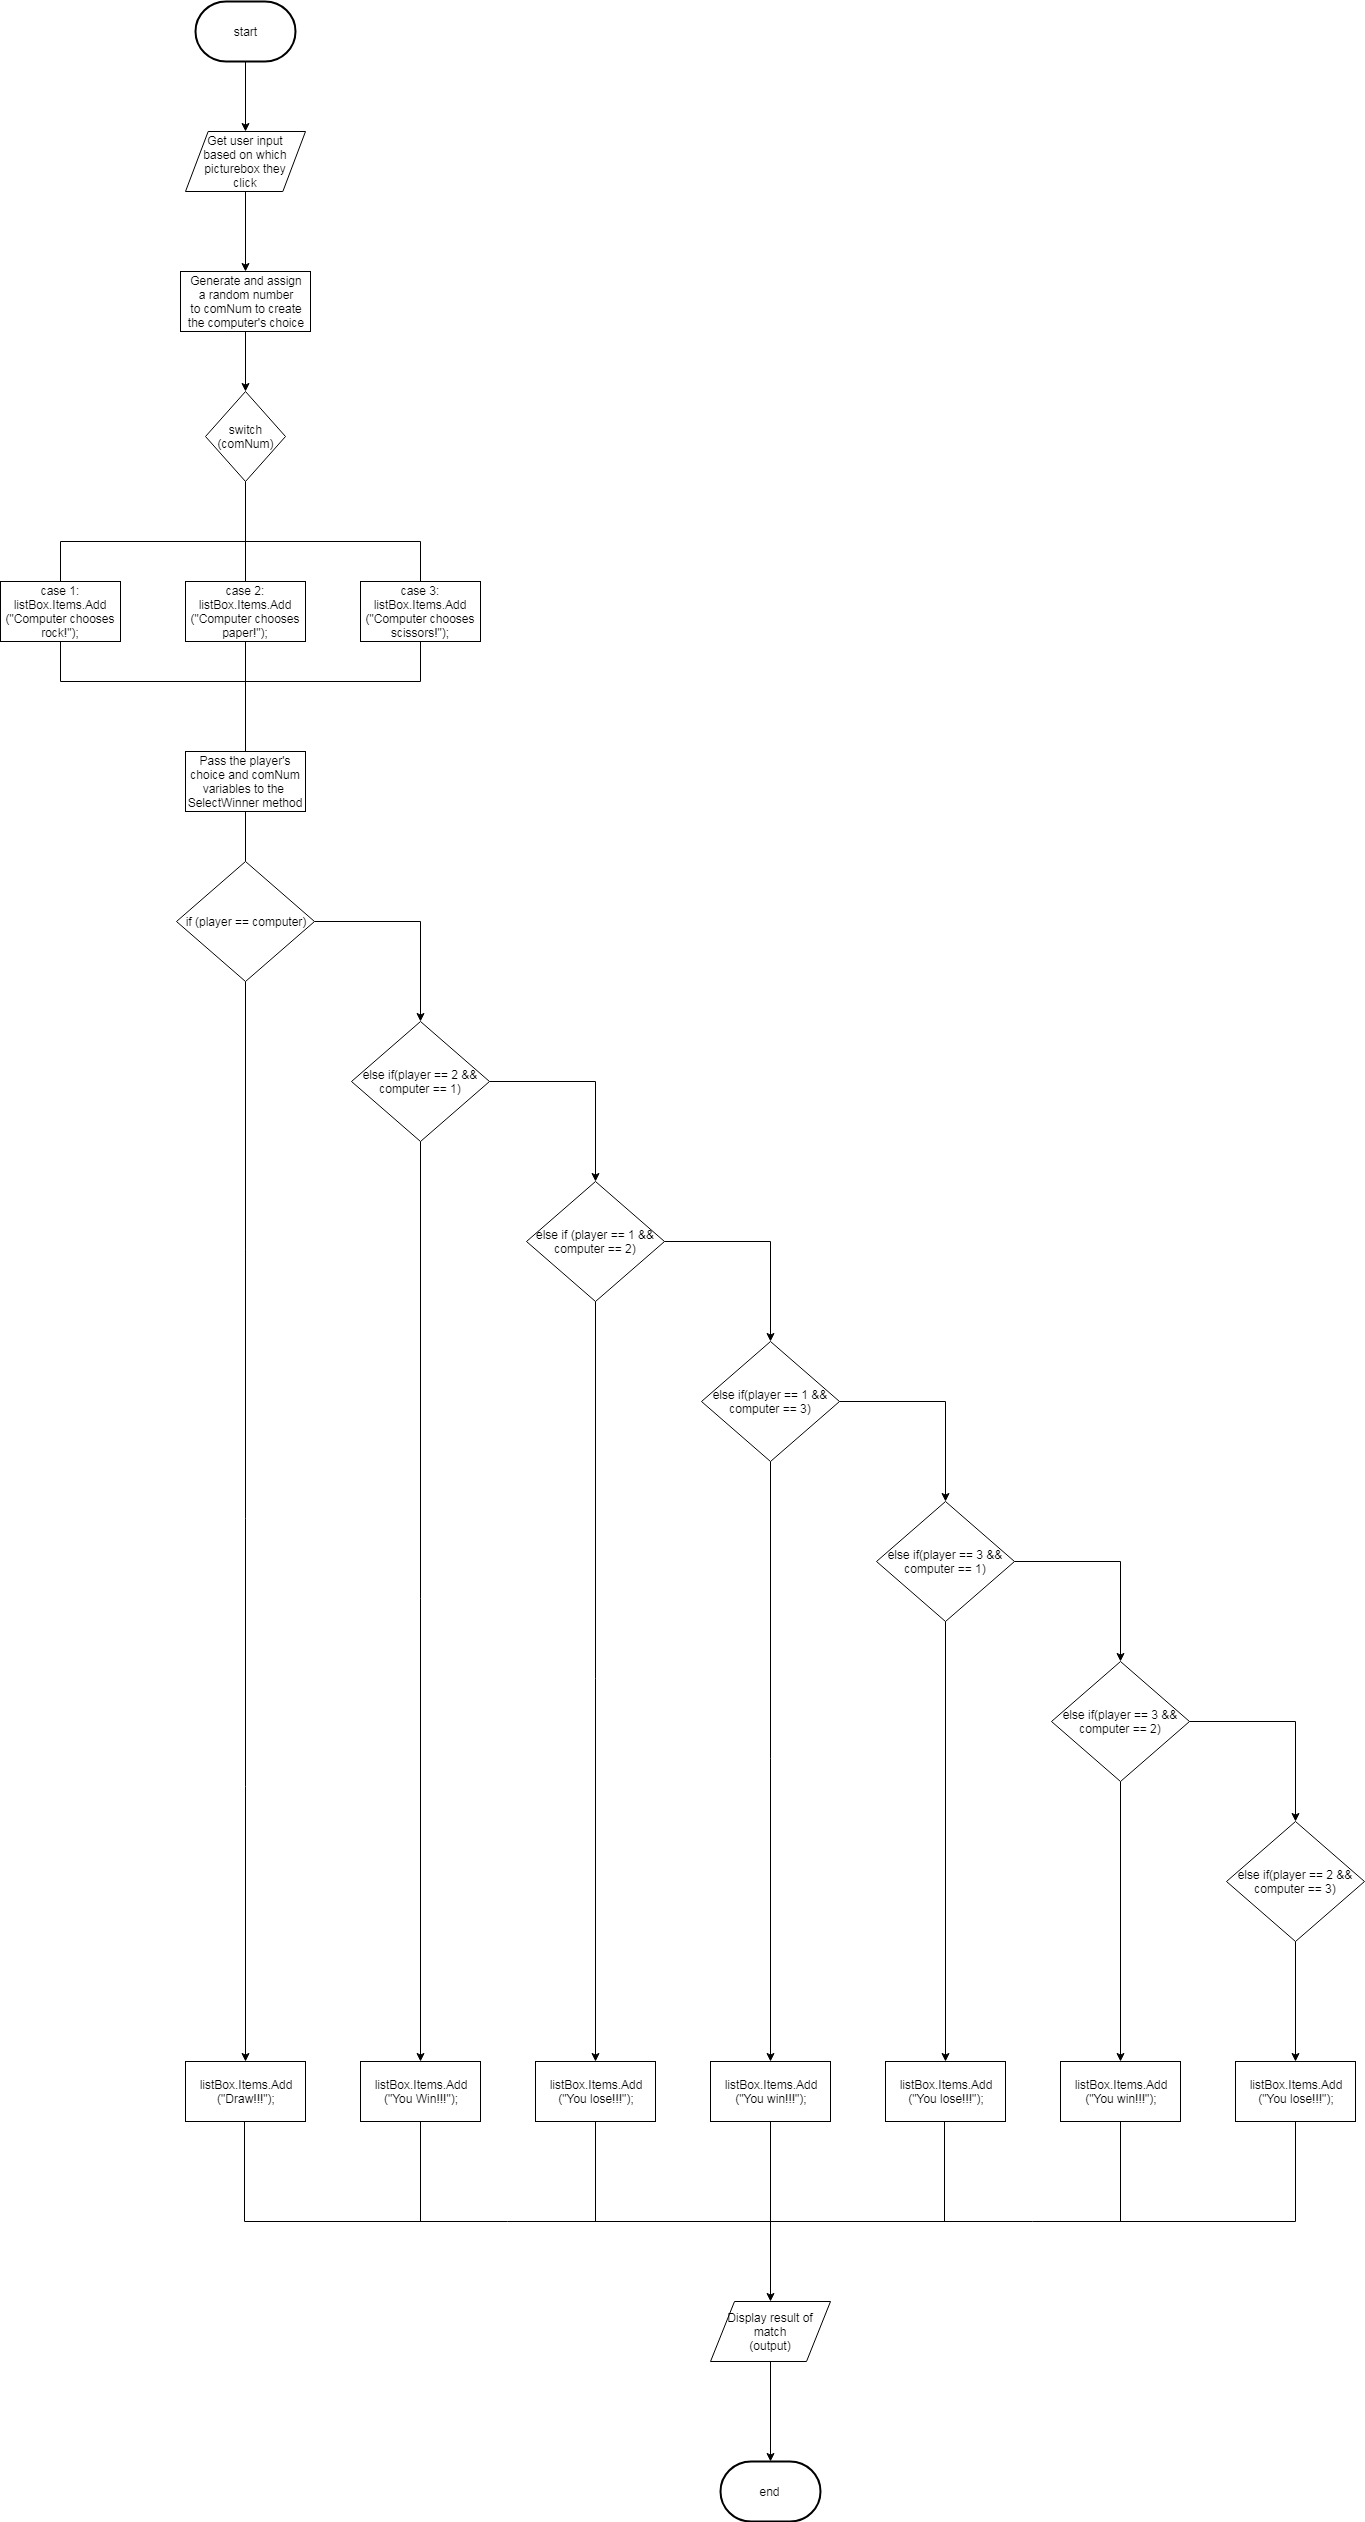 start
Get user input
based on which
picturebox they
click
Generate and assign
a random number
to comNum to create
the computer's choice
switch
(comNum)
case 1:
listBox.Items.Add
("Computer chooses
rock!");
case 2:
listBox.Items.Add
("Computer chooses
paper!");
case 3:
listBox.Items.Add
("Computer chooses
scissors!");
Pass the player's
choice and comNum
variables to the
SelectWinner method
if (player == computer)
else if(player == 2 &&
computer == 1)
else if (player == 1 &&
computer == 2)
else if(player == 1 &&
computer == 3)
else if(player == 3 &&
computer == 1)
else if(player == 3 &&
computer == 2)
else if(player == 2 &&
computer == 3)
listBox.Items.Add
("Draw!!!");
listBox.Items.Add
("You Win!!!");
listBox.Items.Add
("You lose!!!");
listBox.Items.Add
("You win!!!");
listBox.Items.Add
("You lose!!!");
listBox.Items.Add
("You win!!!");
listBox.Items.Add
("You lose!!!");
Display result of
match
(output)
end